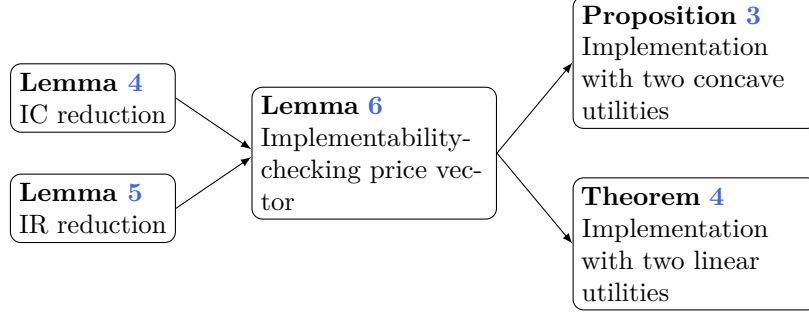 Lemma 4
IC reduction
Lemma 5
IR reduction
Lemma 6
Implementability-
checking price vec-
tor
Proposition 3
Implementation
with two concave
utilities
Theorem 4
Implementation
with two linear
utilities